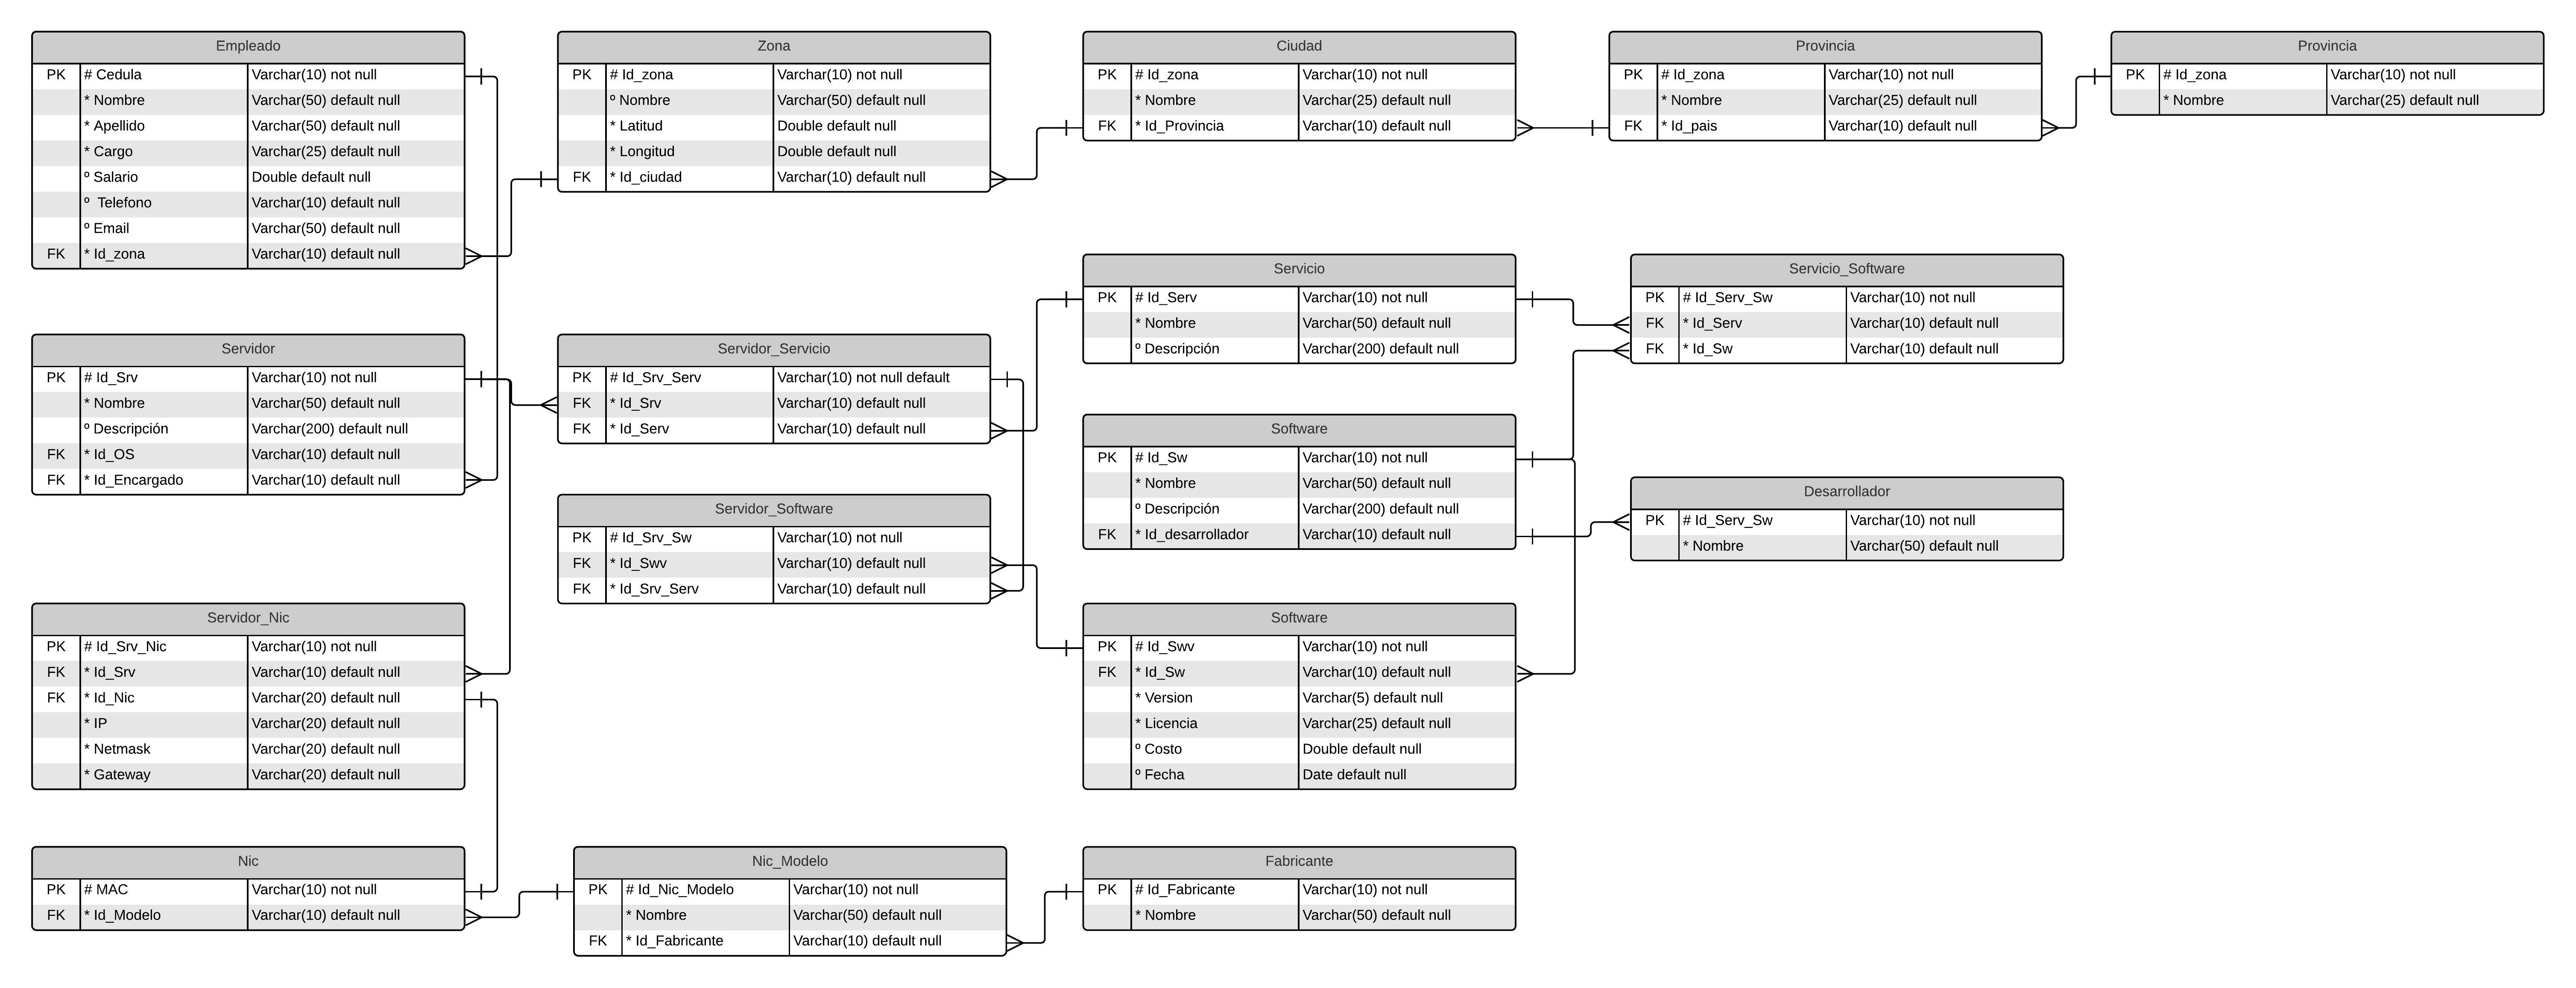 Empleado
PK # Cedula Varchar(10) not null
* Nombre Varchar(50) default null
* Apellido Varchar(50) default null
* Cargo Varchar(25) default null
º Salario Double default null
º Telefono Varchar(10) default null
º Email Varchar(50) default null
FK * Id_zona Varchar(10) default null
Zona
PK # Id_zona Varchar(10) not null
º Nombre Varchar(50) default null
* Latitud Double default null
* Longitud Double default null
FK * Id_ciudad Varchar(10) default null
Ciudad
PK # Id_zona Varchar(10) not null
* Nombre Varchar(25) default null
FK * Id_Provincia Varchar(10) default null
Provincia
PK # Id_zona Varchar(10) not null
* Nombre Varchar(25) default null
FK * Id_pais Varchar(10) default null
Provincia
PK # Id_zona Varchar(10) not null
* Nombre Varchar(25) default null
Servidor
PK # Id_Srv Varchar(10) not null
* Nombre Varchar(50) default null
º Descripción Varchar(200) default null
FK * Id_OS Varchar(10) default null
FK * Id_Encargado Varchar(10) default null
Servidor_Servicio
PK # Id_Srv_Serv Varchar(10) not null default
FK * Id_Srv Varchar(10) default null
FK * Id_Serv Varchar(10) default null
Servicio
PK # Id_Serv Varchar(10) not null
* Nombre Varchar(50) default null
º Descripción Varchar(200) default null
Servicio_Software
PK # Id_Serv_Sw Varchar(10) not null
FK * Id_Serv Varchar(10) default null
FK * Id_Sw Varchar(10) default null
Servidor_Software
PK # Id_Srv_Sw Varchar(10) not null
FK * Id_Swv Varchar(10) default null
FK * Id_Srv_Serv Varchar(10) default null
Software
PK # Id_Sw Varchar(10) not null
* Nombre Varchar(50) default null
º Descripción Varchar(200) default null
FK * Id_desarrollador Varchar(10) default null
Desarrollador
PK # Id_Serv_Sw Varchar(10) not null
* Nombre Varchar(50) default null
Servidor_Nic
PK # Id_Srv_Nic Varchar(10) not null
FK * Id_Srv Varchar(10) default null
FK * Id_Nic Varchar(20) default null
* IP Varchar(20) default null
* Netmask Varchar(20) default null
* Gateway Varchar(20) default null
Software
PK # Id_Swv Varchar(10) not null
FK * Id_Sw Varchar(10) default null
* Version Varchar(5) default null
* Licencia Varchar(25) default null
º Costo Double default null
º Fecha Date default null
Nic
PK # MAC Varchar(10) not null
FK * Id_Modelo Varchar(10) default null
Nic_Modelo
PK # Id_Nic_Modelo Varchar(10) not null
* Nombre Varchar(50) default null
FK * Id_Fabricante Varchar(10) default null
Fabricante
PK # Id_Fabricante Varchar(10) not null
* Nombre Varchar(50) default null